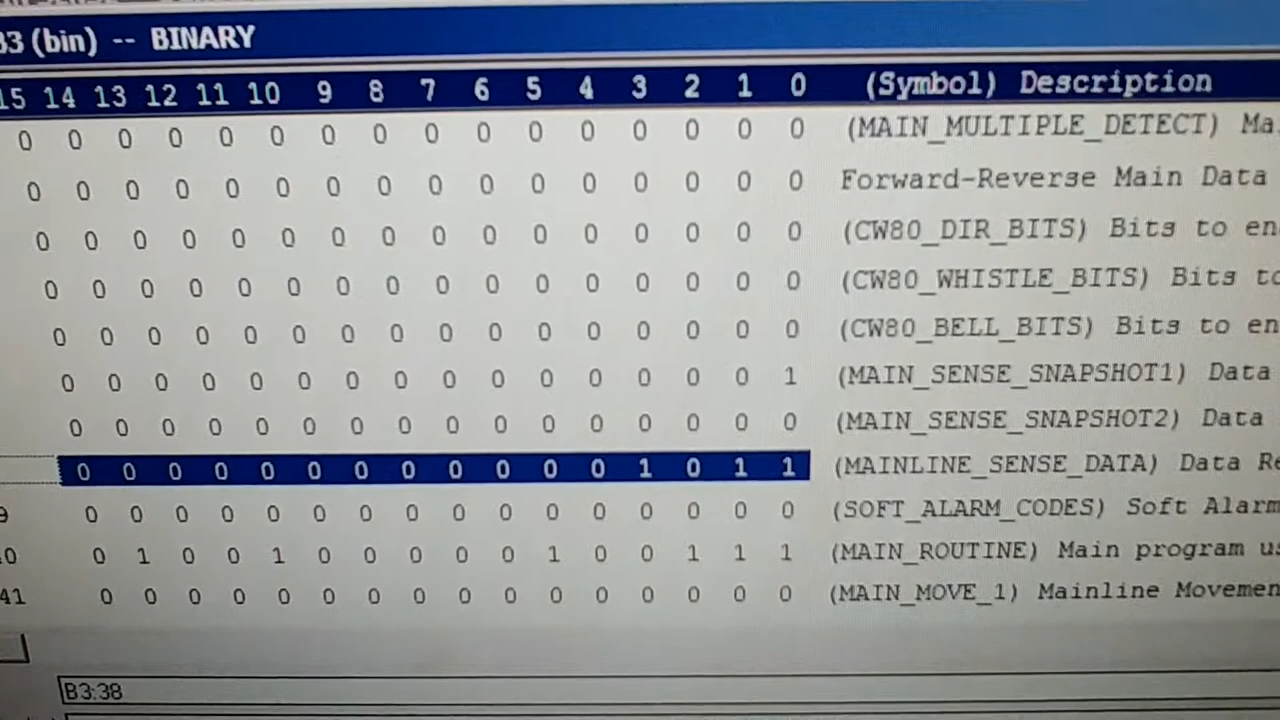 B3 (bin) -- BINARY
15 14 13 12 11 10 9 8 7 6 5 4 3 2 1 0 (Symbol) Description
0 0 0 0 0 0 0 0 0 0 0 0 0 0 0 0 (MAIN_MULTIPLE_DETECT) Ma
0 0 0 0 0 0 0 0 0 0 0 0 0 0 0 0 Forward-Reverse Main Data
0 0 0 0 0 0 0 0 0 0 0 0 0 0 0 0 (CW80_DIR_BITS) Bits to en
0 0 0 0 0 0 0 0 0 0 0 0 0 0 0 0 (CW80_WHISTLE_BITS) Bits to
0 0 0 0 0 0 0 0 0 0 0 0 0 0 0 0 (CW80_BELL_BITS) Bits to en
0 0 0 0 0 0 0 0 0 0 0 0 0 0 0 1 (MAIN_SENSE_SNAPSHOT1) Data
0 0 0 0 0 0 0 0 0 0 0 0 0 0 0 0 (MAIN_SENSE_SNAPSHOT2) Data
0 0 0 0 0 0 0 0 0 0 0 0 1 0 1 1 (MAINLINE_SENSE_DATA) Data Re
9 0 0 0 0 0 0 0 0 0 0 0 0 0 0 0 0 (SOFT_ALARM_CODES) Soft Alarm
0 0 1 0 0 1 0 0 0 0 0 1 0 0 1 1 1 (MAIN_ROUTINE) Main program us
41 0 0 0 0 0 0 0 0 0 0 0 0 0 0 0 0 (MAIN_MOVE_1) Mainline Movemen
B3:38